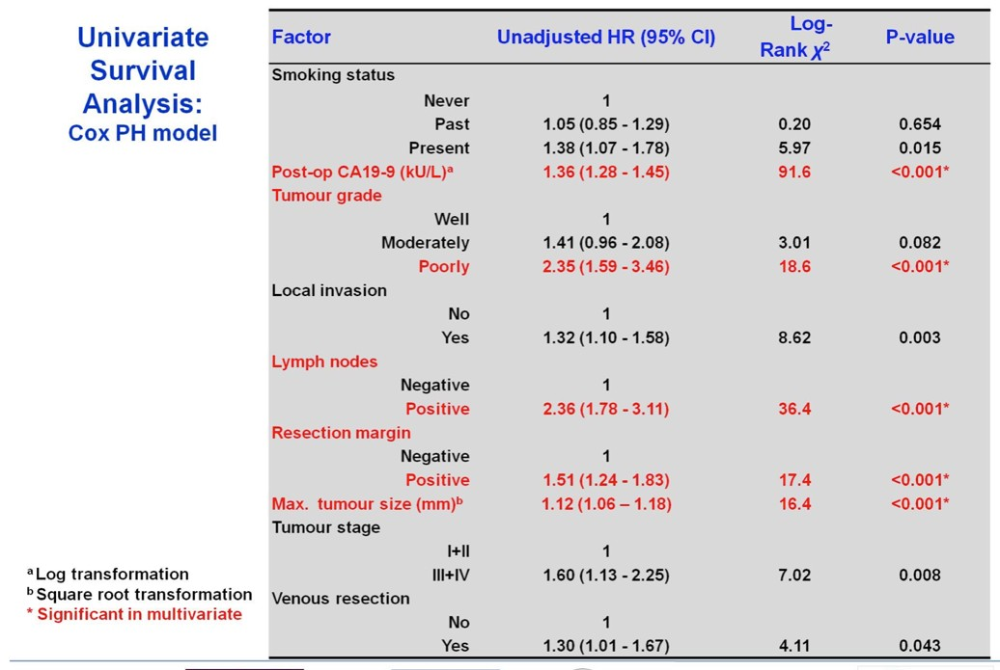 Univariate
Survival
Analysis:
Cox PH model
Factor Unadjusted HR (95% CI) Log-Rank χ² P-value
Smoking status
Never 1
Past 1.05 (0.85 - 1.29) 0.20 0.654
Present 1.38 (1.07 - 1.78) 5.97 0.015
Post-op CA19-9 (kU/L)ᵃ 1.36 (1.28 - 1.45) 91.6 <0.001*
Tumour grade
Well 1
Moderately 1.41 (0.96 - 2.08) 3.01 0.082
Poorly 2.35 (1.59 - 3.46) 18.6 <0.001*
Local invasion
No 1
Yes 1.32 (1.10 - 1.58) 8.62 0.003
Lymph nodes
Negative 1
Positive 2.36 (1.78 - 3.11) 36.4 <0.001*
Resection margin
Negative 1
Positive 1.51 (1.24 - 1.83) 17.4 <0.001*
Max. tumour size (mm)ᵇ 1.12 (1.06 – 1.18) 16.4 <0.001*
Tumour stage
I+II 1
III+IV 1.60 (1.13 - 2.25) 7.02 0.008
Venous resection
No 1
Yes 1.30 (1.01 - 1.67) 4.11 0.043
ᵃ Log transformation
ᵇ Square root transformation
* Significant in multivariate